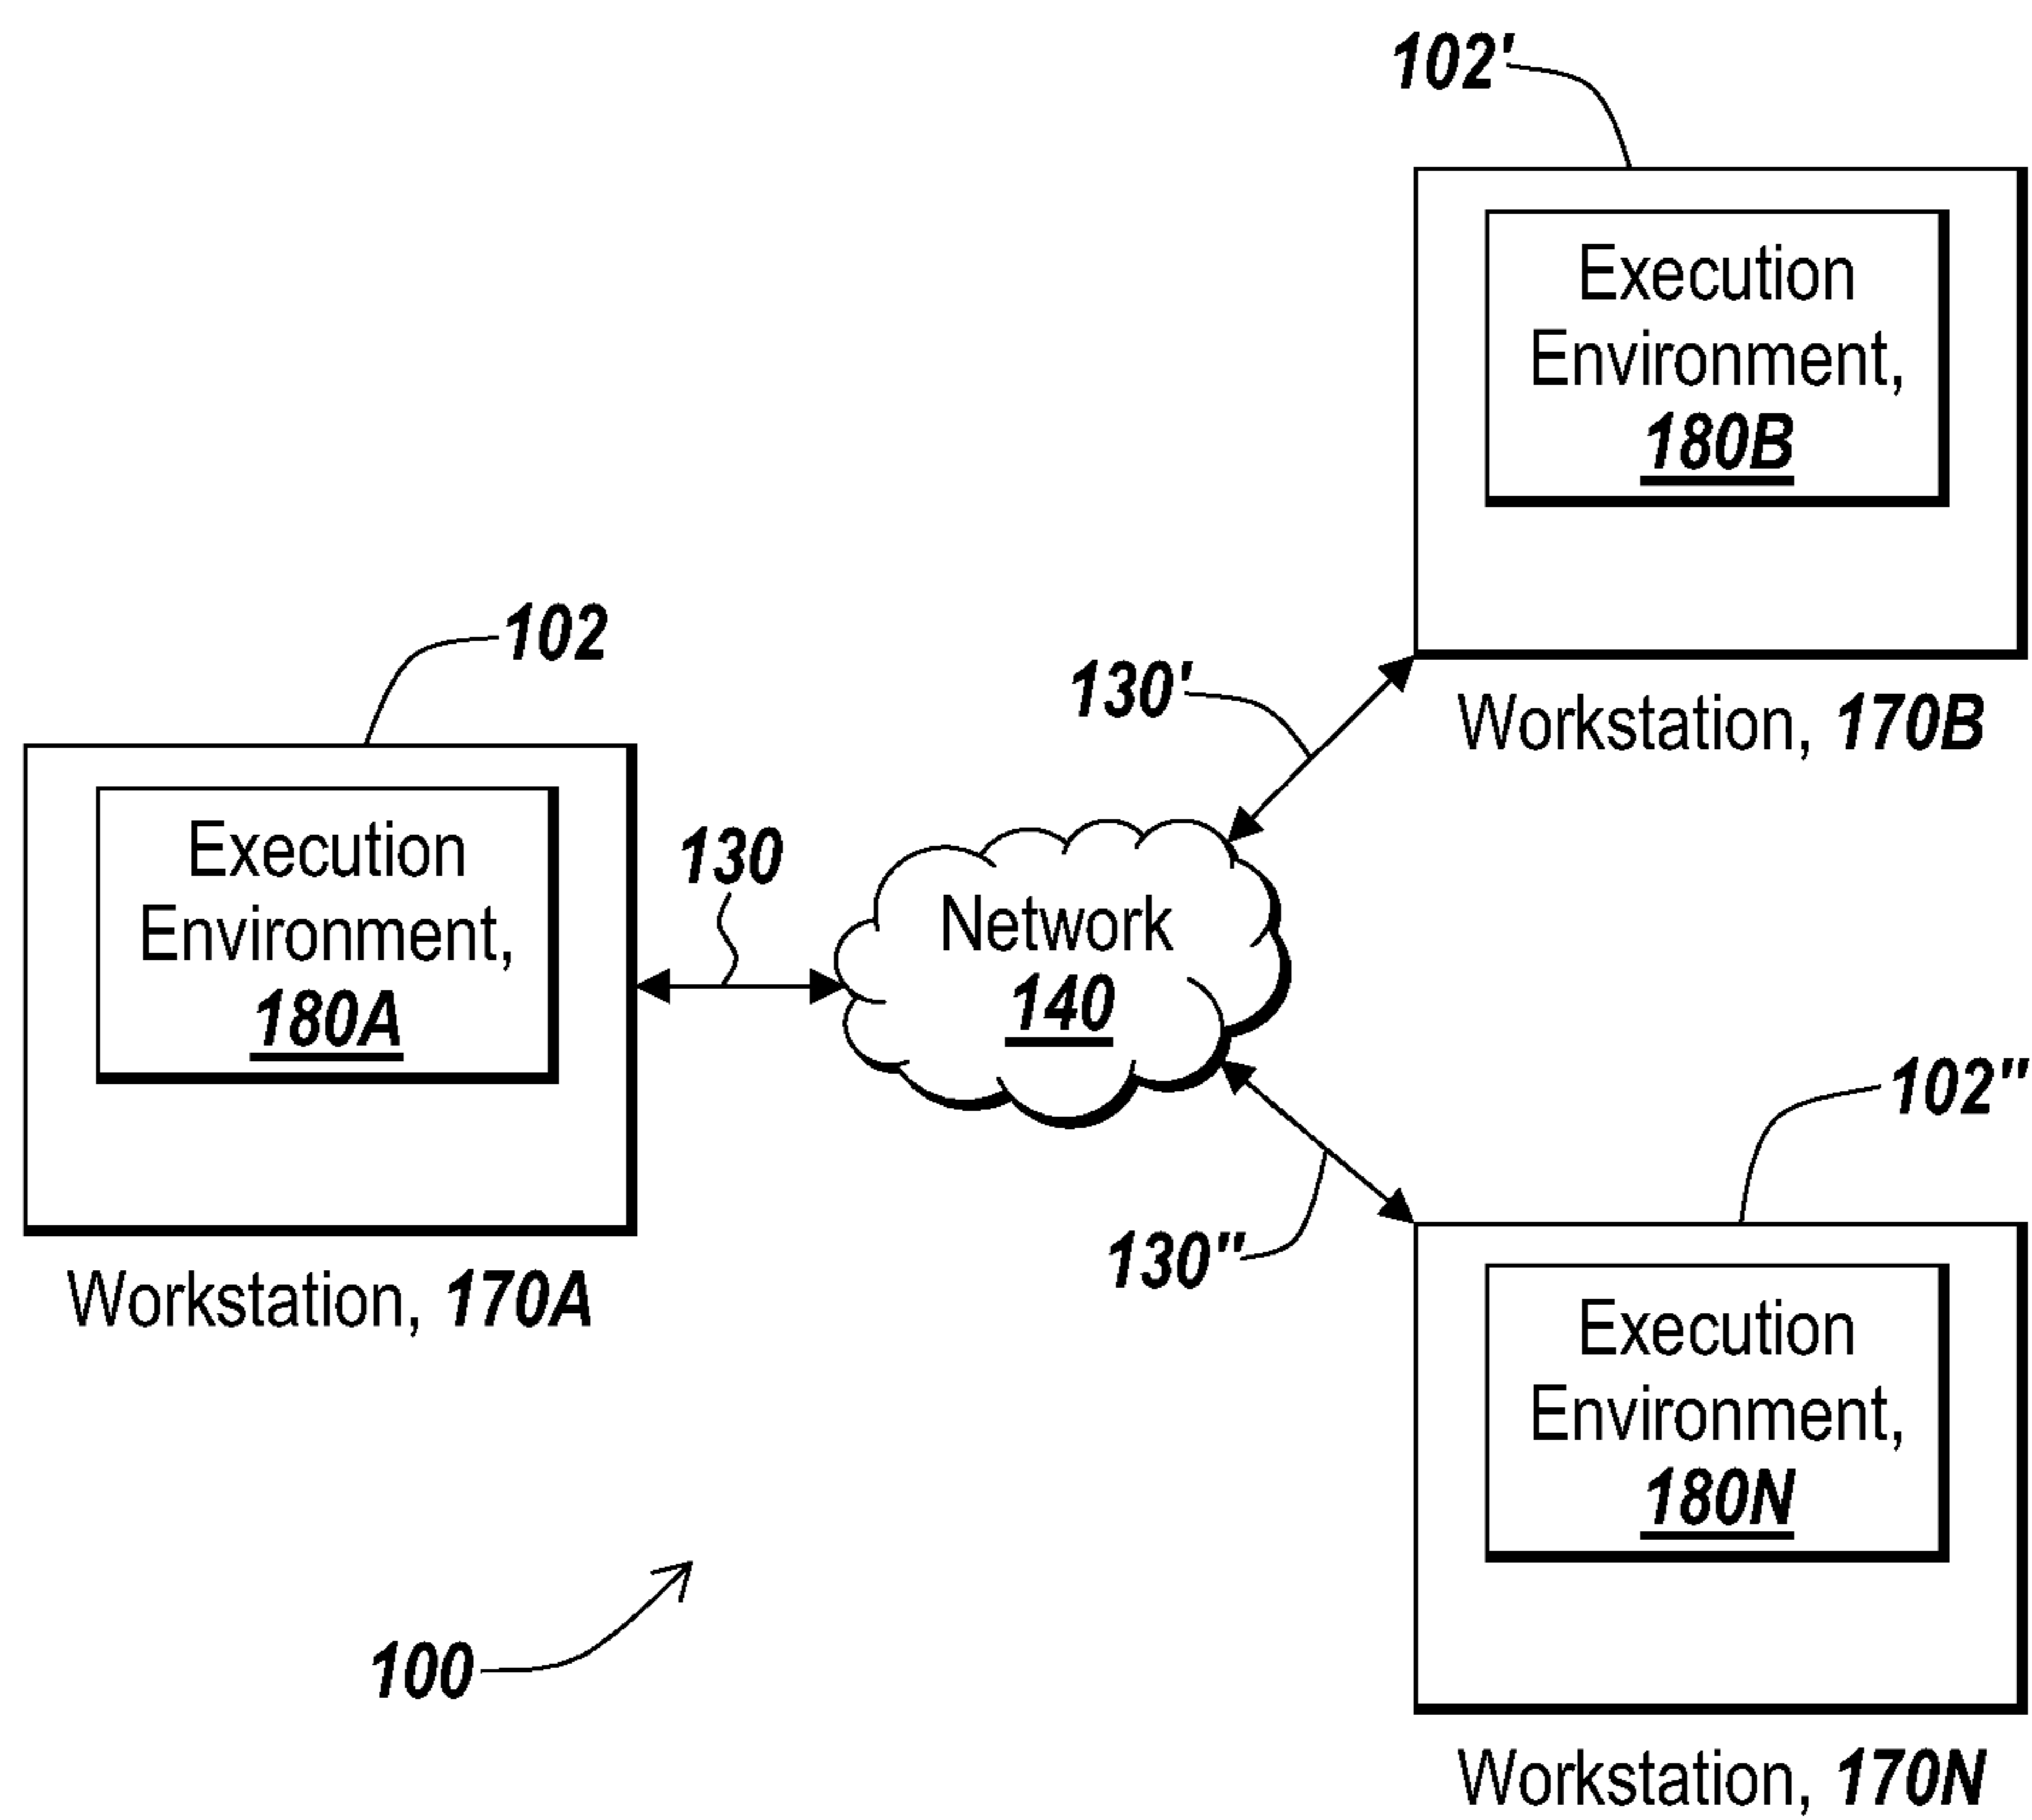 102'
Execution
Environment,
180B
Workstation, 170B
102
130'
Execution
Environment,
180A
Workstation, 170A
130
Network
140
102"
130"
Execution
Environment,
180N
Workstation, 170N
100